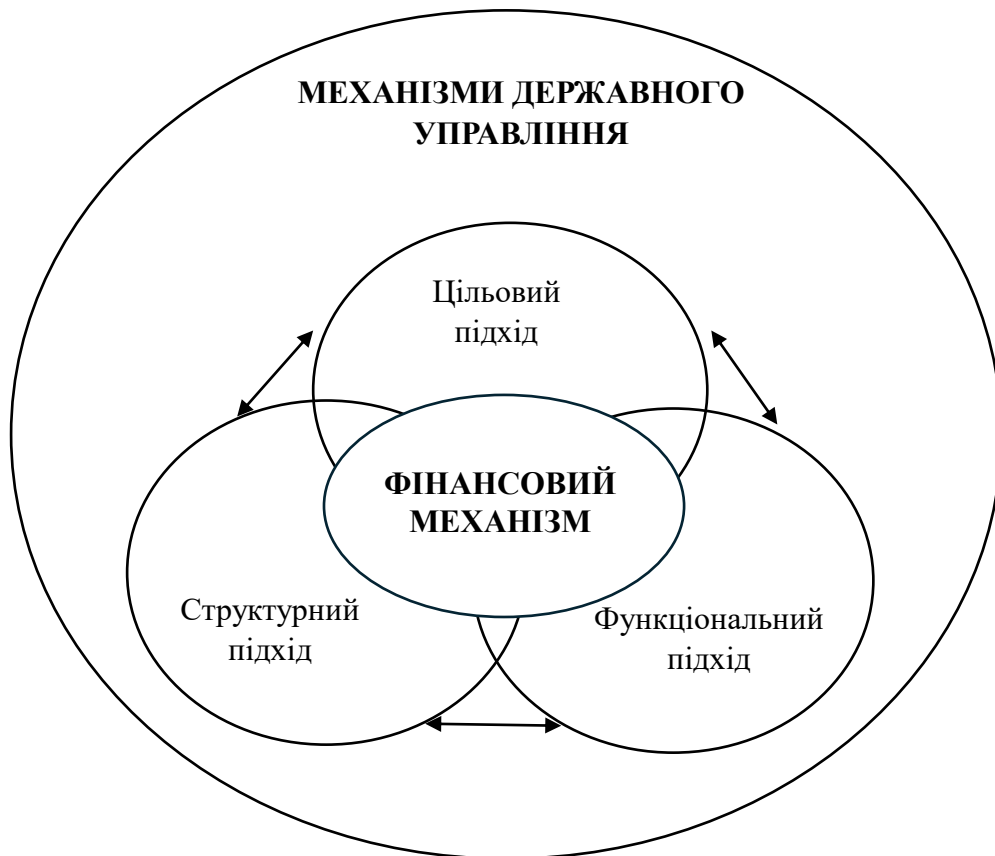 МЕХАНІЗМИ ДЕРЖАВНОГО
УПРАВЛІННЯ
Цільовий
підхід
ФІНАНСОВИЙ
МЕХАНІЗМ
Структурний
підхід
Функціональний
підхід